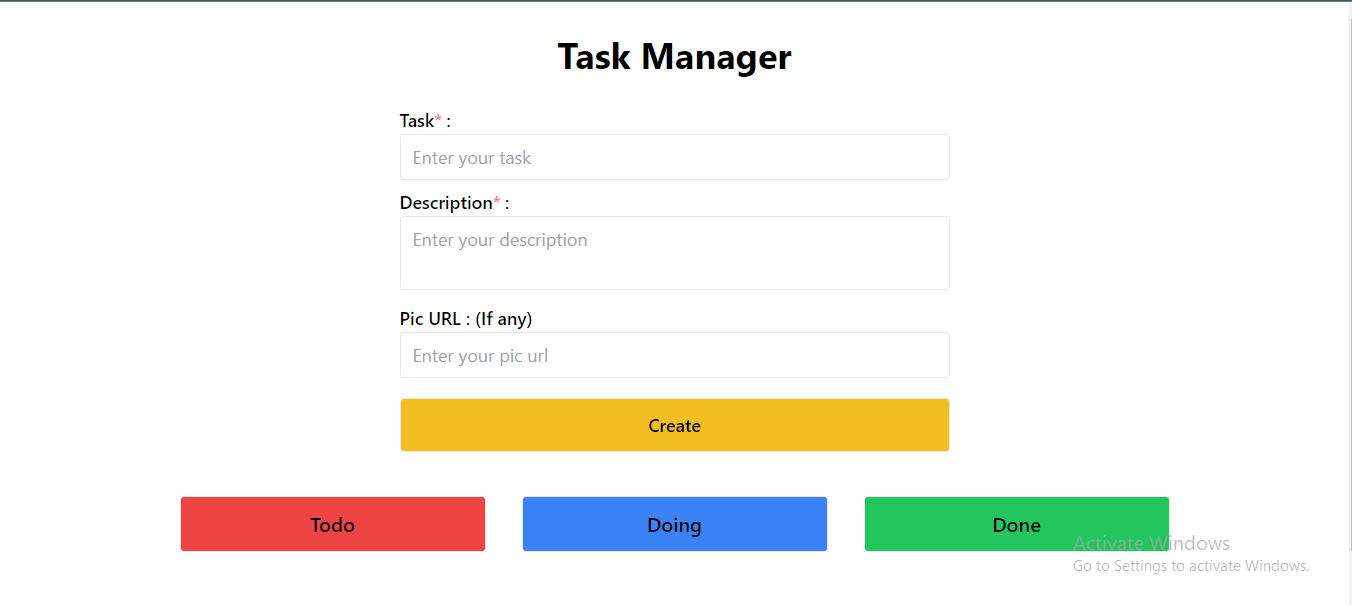 Task Manager
Task* :
Enter your task
Description* :
Enter your description
Pic URL : (If any)
Enter your pic url
Create
Todo
Doing
Done
Activate Windows
Go to Settings to activate Windows.